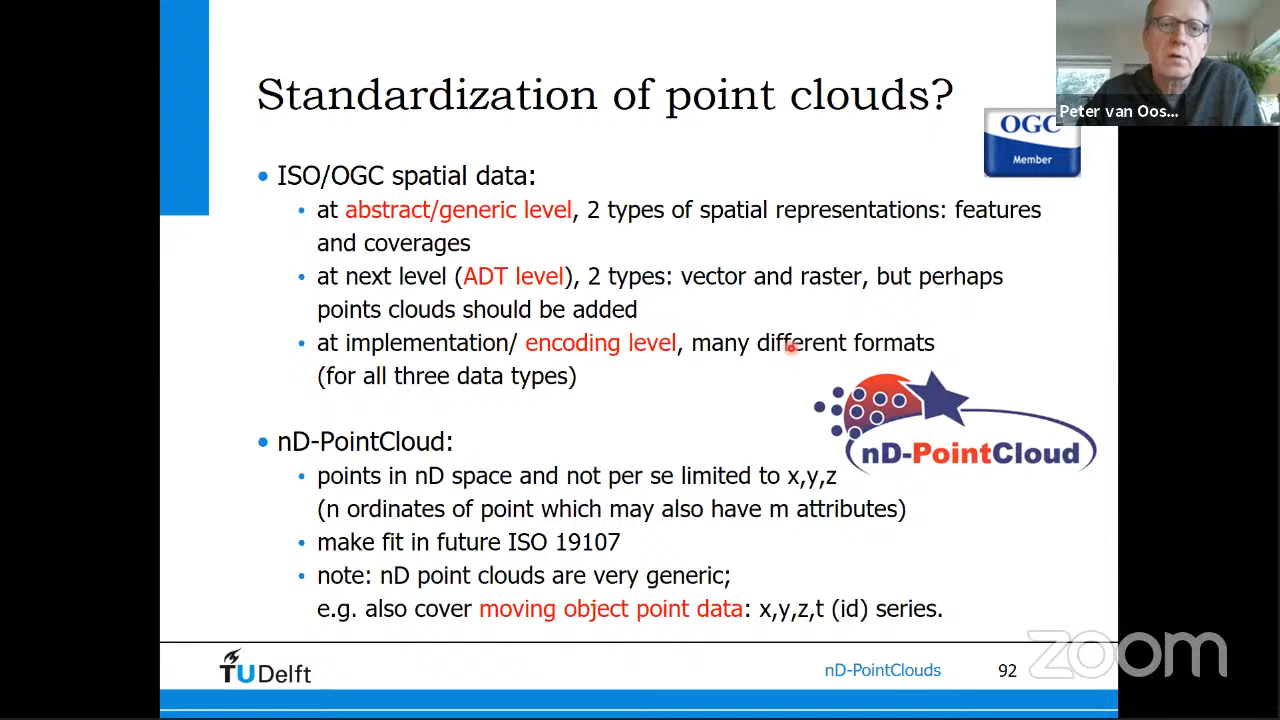 Standardization of point clouds?
Peter van Oos...
OGC
Member
• ISO/OGC spatial data:
• at abstract/generic level, 2 types of spatial representations: features
and coverages
• at next level (ADT level), 2 types: vector and raster, but perhaps
points clouds should be added
• at implementation/ encoding level, many different formats
(for all three data types)
nD-PointCloud
• nD-PointCloud:
• points in nD space and not per se limited to x,y,z
(n ordinates of point which may also have m attributes)
• make fit in future ISO 19107
• note: nD point clouds are very generic;
e.g. also cover moving object point data: x,y,z,t (id) series.
TUDelft
nD-PointClouds
92
zoom